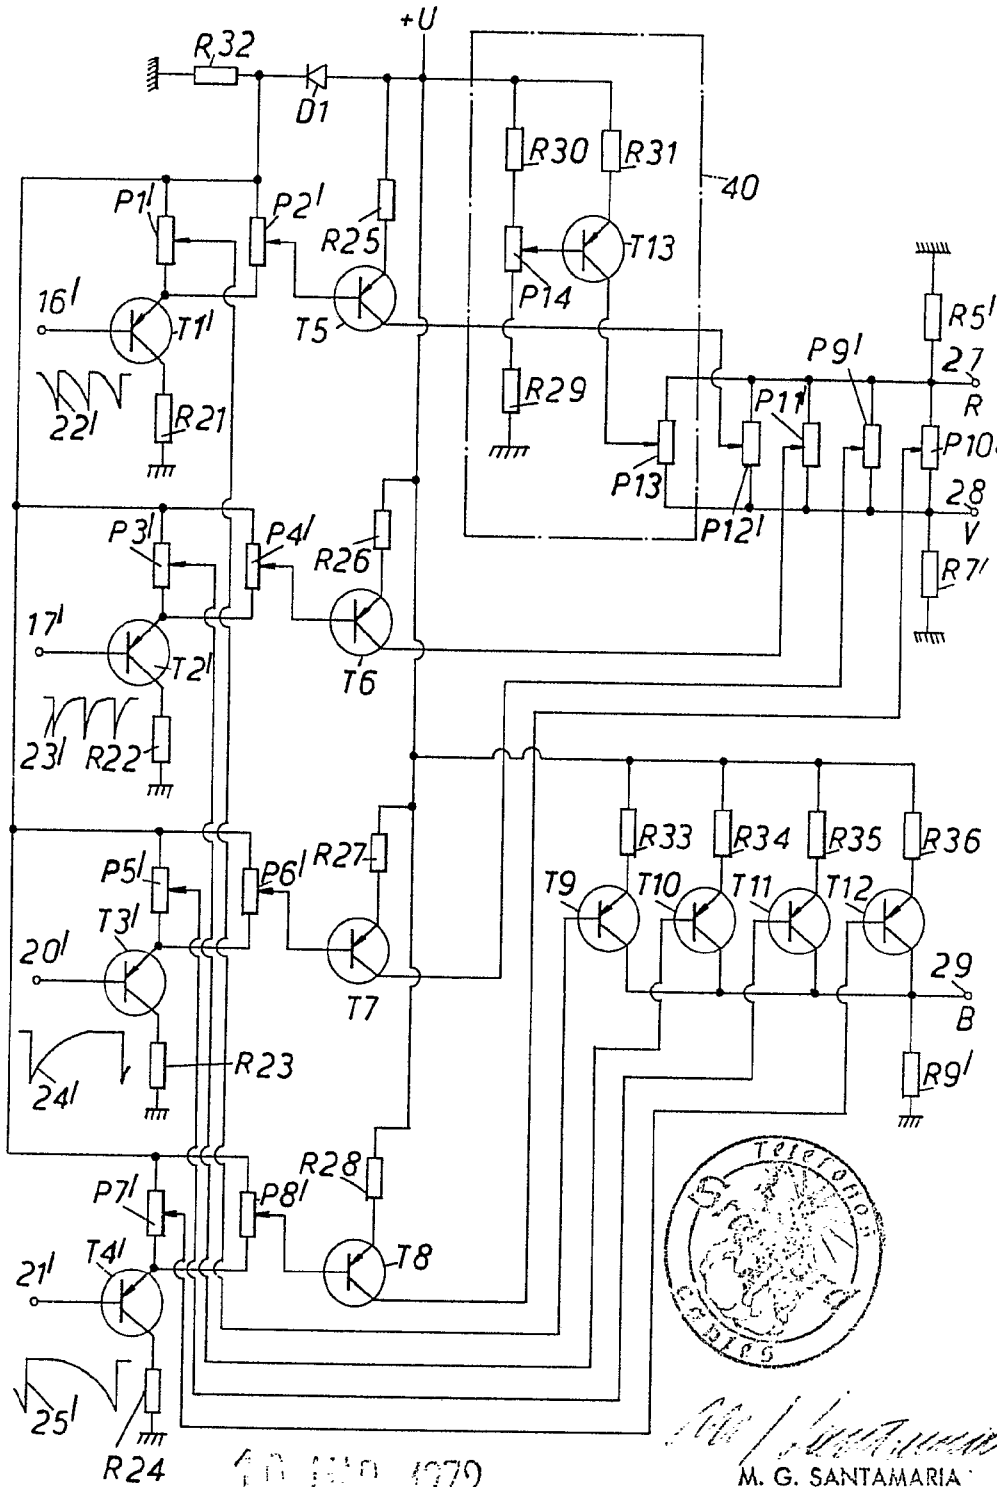 +U
R32
D1
R30
R31
40
P1'
P2'
R25
T13
P14
16'
T1'
T5
R5'
P9'
27
R
22'
R21
R29
P11'
P10
P13
P12'
28
V
P3'
P4'
R26
R7'
17'
T2'
T6
23'
R22
P5'
P6'
R27
R33
R34
R35
R36
T3'
T9
T10
T11
T12
20'
T7
29
B
24'
R23
R9'
P7'
P8'
R28
T4'
T8
21'
25'
R24
1979
M. G. SANTAMARIA